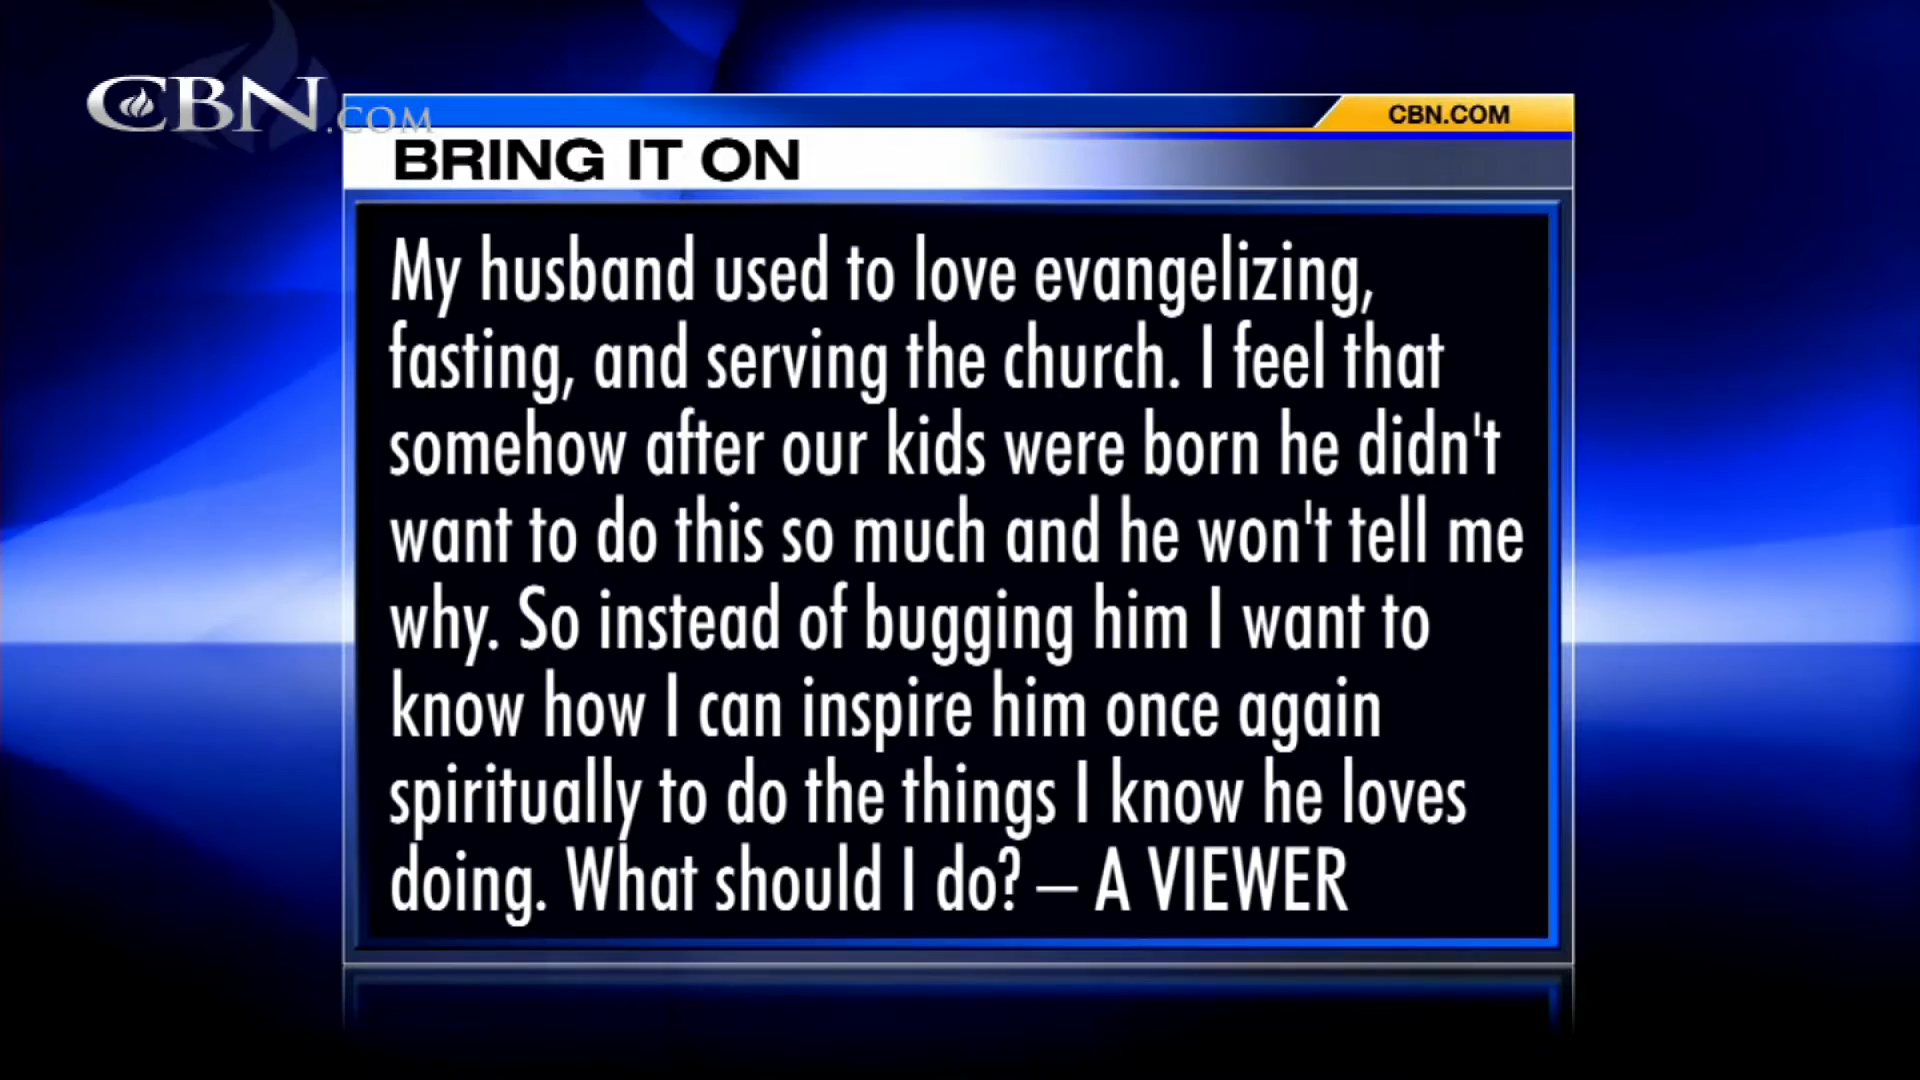 CBN.COM
CBN.COM
BRING IT ON
My husband used to love evangelizing,
fasting, and serving the church. I feel that
somehow after our kids were born he didn't
want to do this so much and he won't tell me
why. So instead of bugging him I want to
know how I can inspire him once again
spiritually to do the things I know he loves
doing. What should I do? – A VIEWER